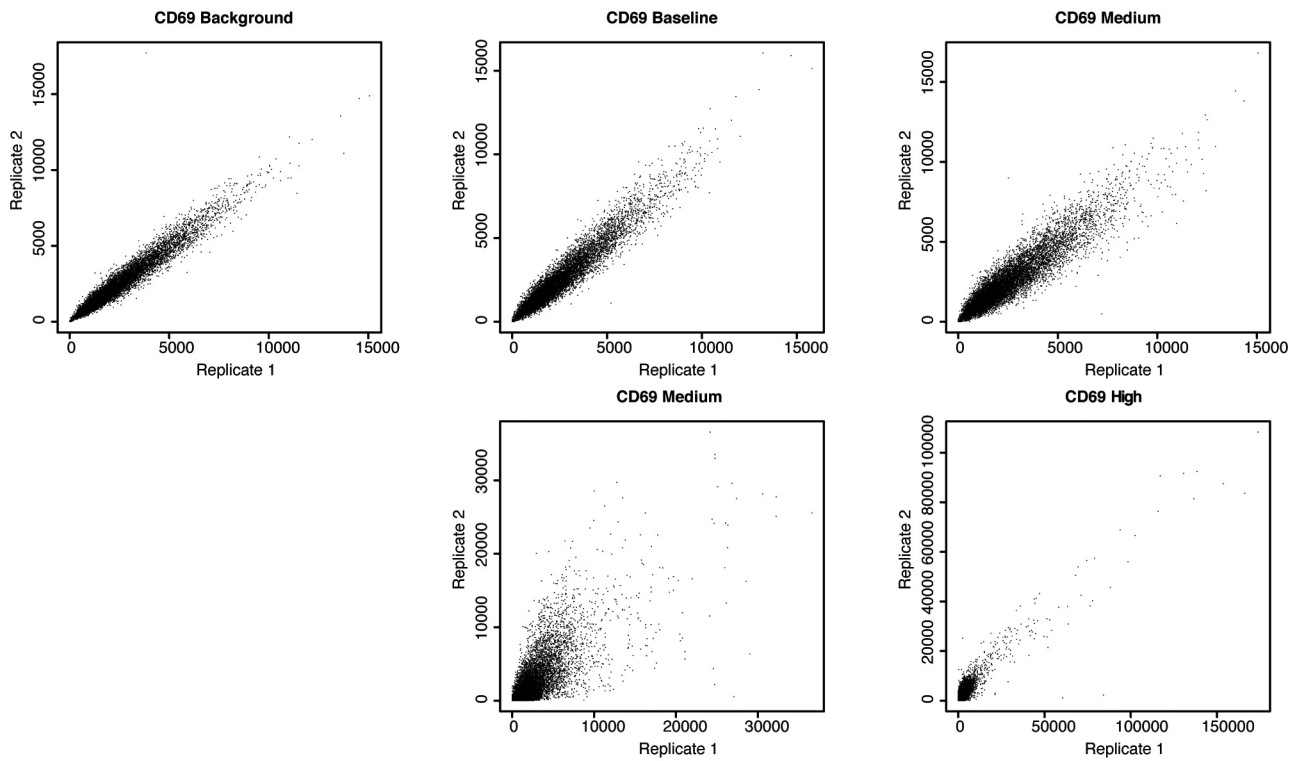 CD69 Background
Replicate 2
15000
10000
5000
0
0 5000 10000 15000
Replicate 1
CD69 Baseline
Replicate 2
15000
10000
5000
0
0 5000 10000 15000
Replicate 1
CD69 Medium
Replicate 2
15000
10000
5000
0
0 5000 10000 15000
Replicate 1
CD69 Medium
Replicate 2
30000
20000
10000
0
0 10000 20000 30000
Replicate 1
CD69 High
Replicate 2
100000
80000
60000
40000
20000
0
0 50000 100000 150000
Replicate 1